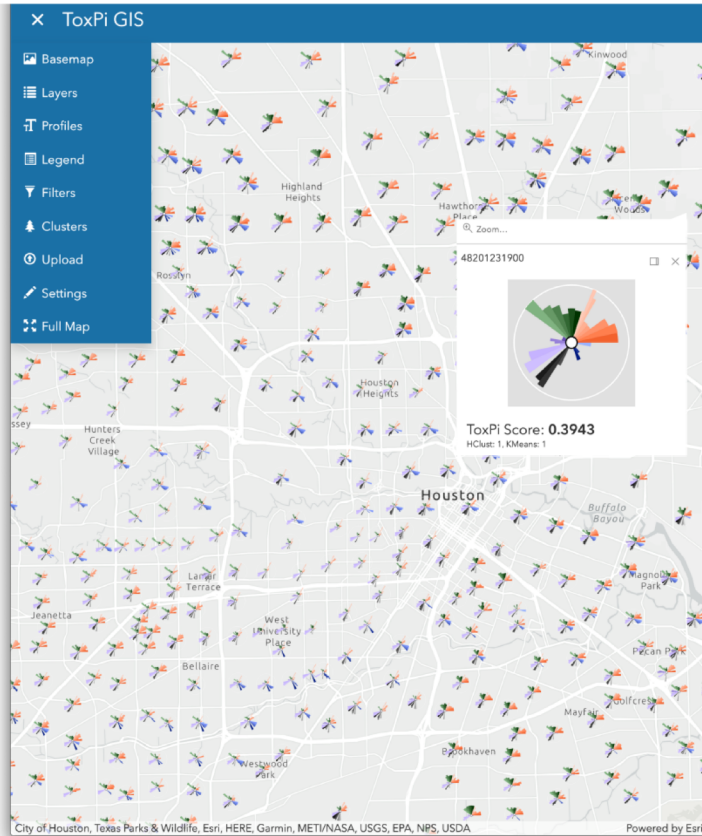 × ToxPi GIS
Basemap
Layers
Profiles
Legend
Filters
Clusters
Upload
Settings
Full Map
Kinwood
Highland
Heights
Hawthorn
Place
Woods
Zoom...
48201231900
ToxPi Score: 0.3943
HClust: 1, KMeans: 1
Rosslyn
Houston
Heights
ssey
Hunters
Creek
Village
Houston
Buffalo
Bayou
Lamar
Terrace
Magnolia
Park
Jeanetta
West
University
Place
Pecan Park
Bellaire
Golfcrest
Mayfair
Brookhaven
Westwood
Park
City of Houston, Texas Parks & Wildlife, Esri, HERE, Garmin, METI/NASA, USGS, EPA, NPS, USDA
Powered by Esri